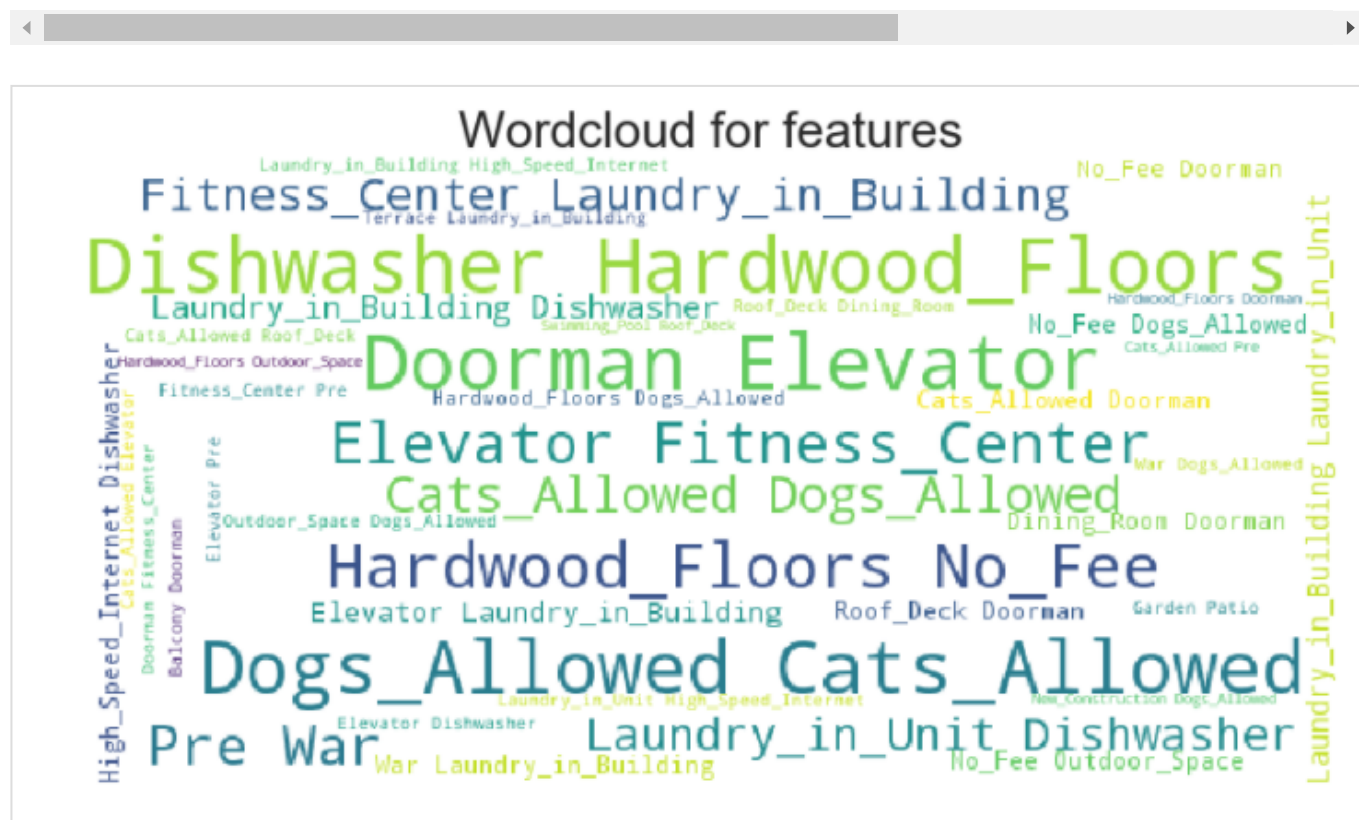 Wordcloud for features
Laundry_in_Building High_Speed_Internet
No_Fee Doorman
Fitness_Center Laundry_in_Building
Terrace Laundry_in_Building
Dishwasher Hardwood_Floors
Laundry_in_Building Dishwasher
Roof_Deck Dining_Room
Hardwood_Floors Doorman
Swimming_Pool Roof_Deck
No_Fee Dogs_Allowed
Cats_Allowed Roof_Deck
Doorman Elevator
Cats_Allowed Pre
Hardwood_Floors Outdoor_Space
Fitness_Center Pre
Hardwood_Floors Dogs_Allowed
Cats_Allowed Doorman
Elevator Fitness_Center
War Dogs_Allowed
Cats_Allowed Dogs_Allowed
Outdoor_Space Dogs_Allowed
Dining_Room Doorman
Hardwood_Floors No_Fee
Elevator Laundry_in_Building
Roof_Deck Doorman
Garden Patio
Dogs_Allowed Cats_Allowed
Laundry_in_Unit High_Speed_Internet
New_Construction Dogs_Allowed
Elevator Dishwasher
Pre War
Laundry_in_Unit Dishwasher
War Laundry_in_Building
No_Fee Outdoor_Space
High_Speed_Internet Dishwasher
Cats_Allowed Elevator
Doorman Fitness_Center
Balcony Doorman
Elevator Pre
Laundry_in_Building Laundry_in_Unit